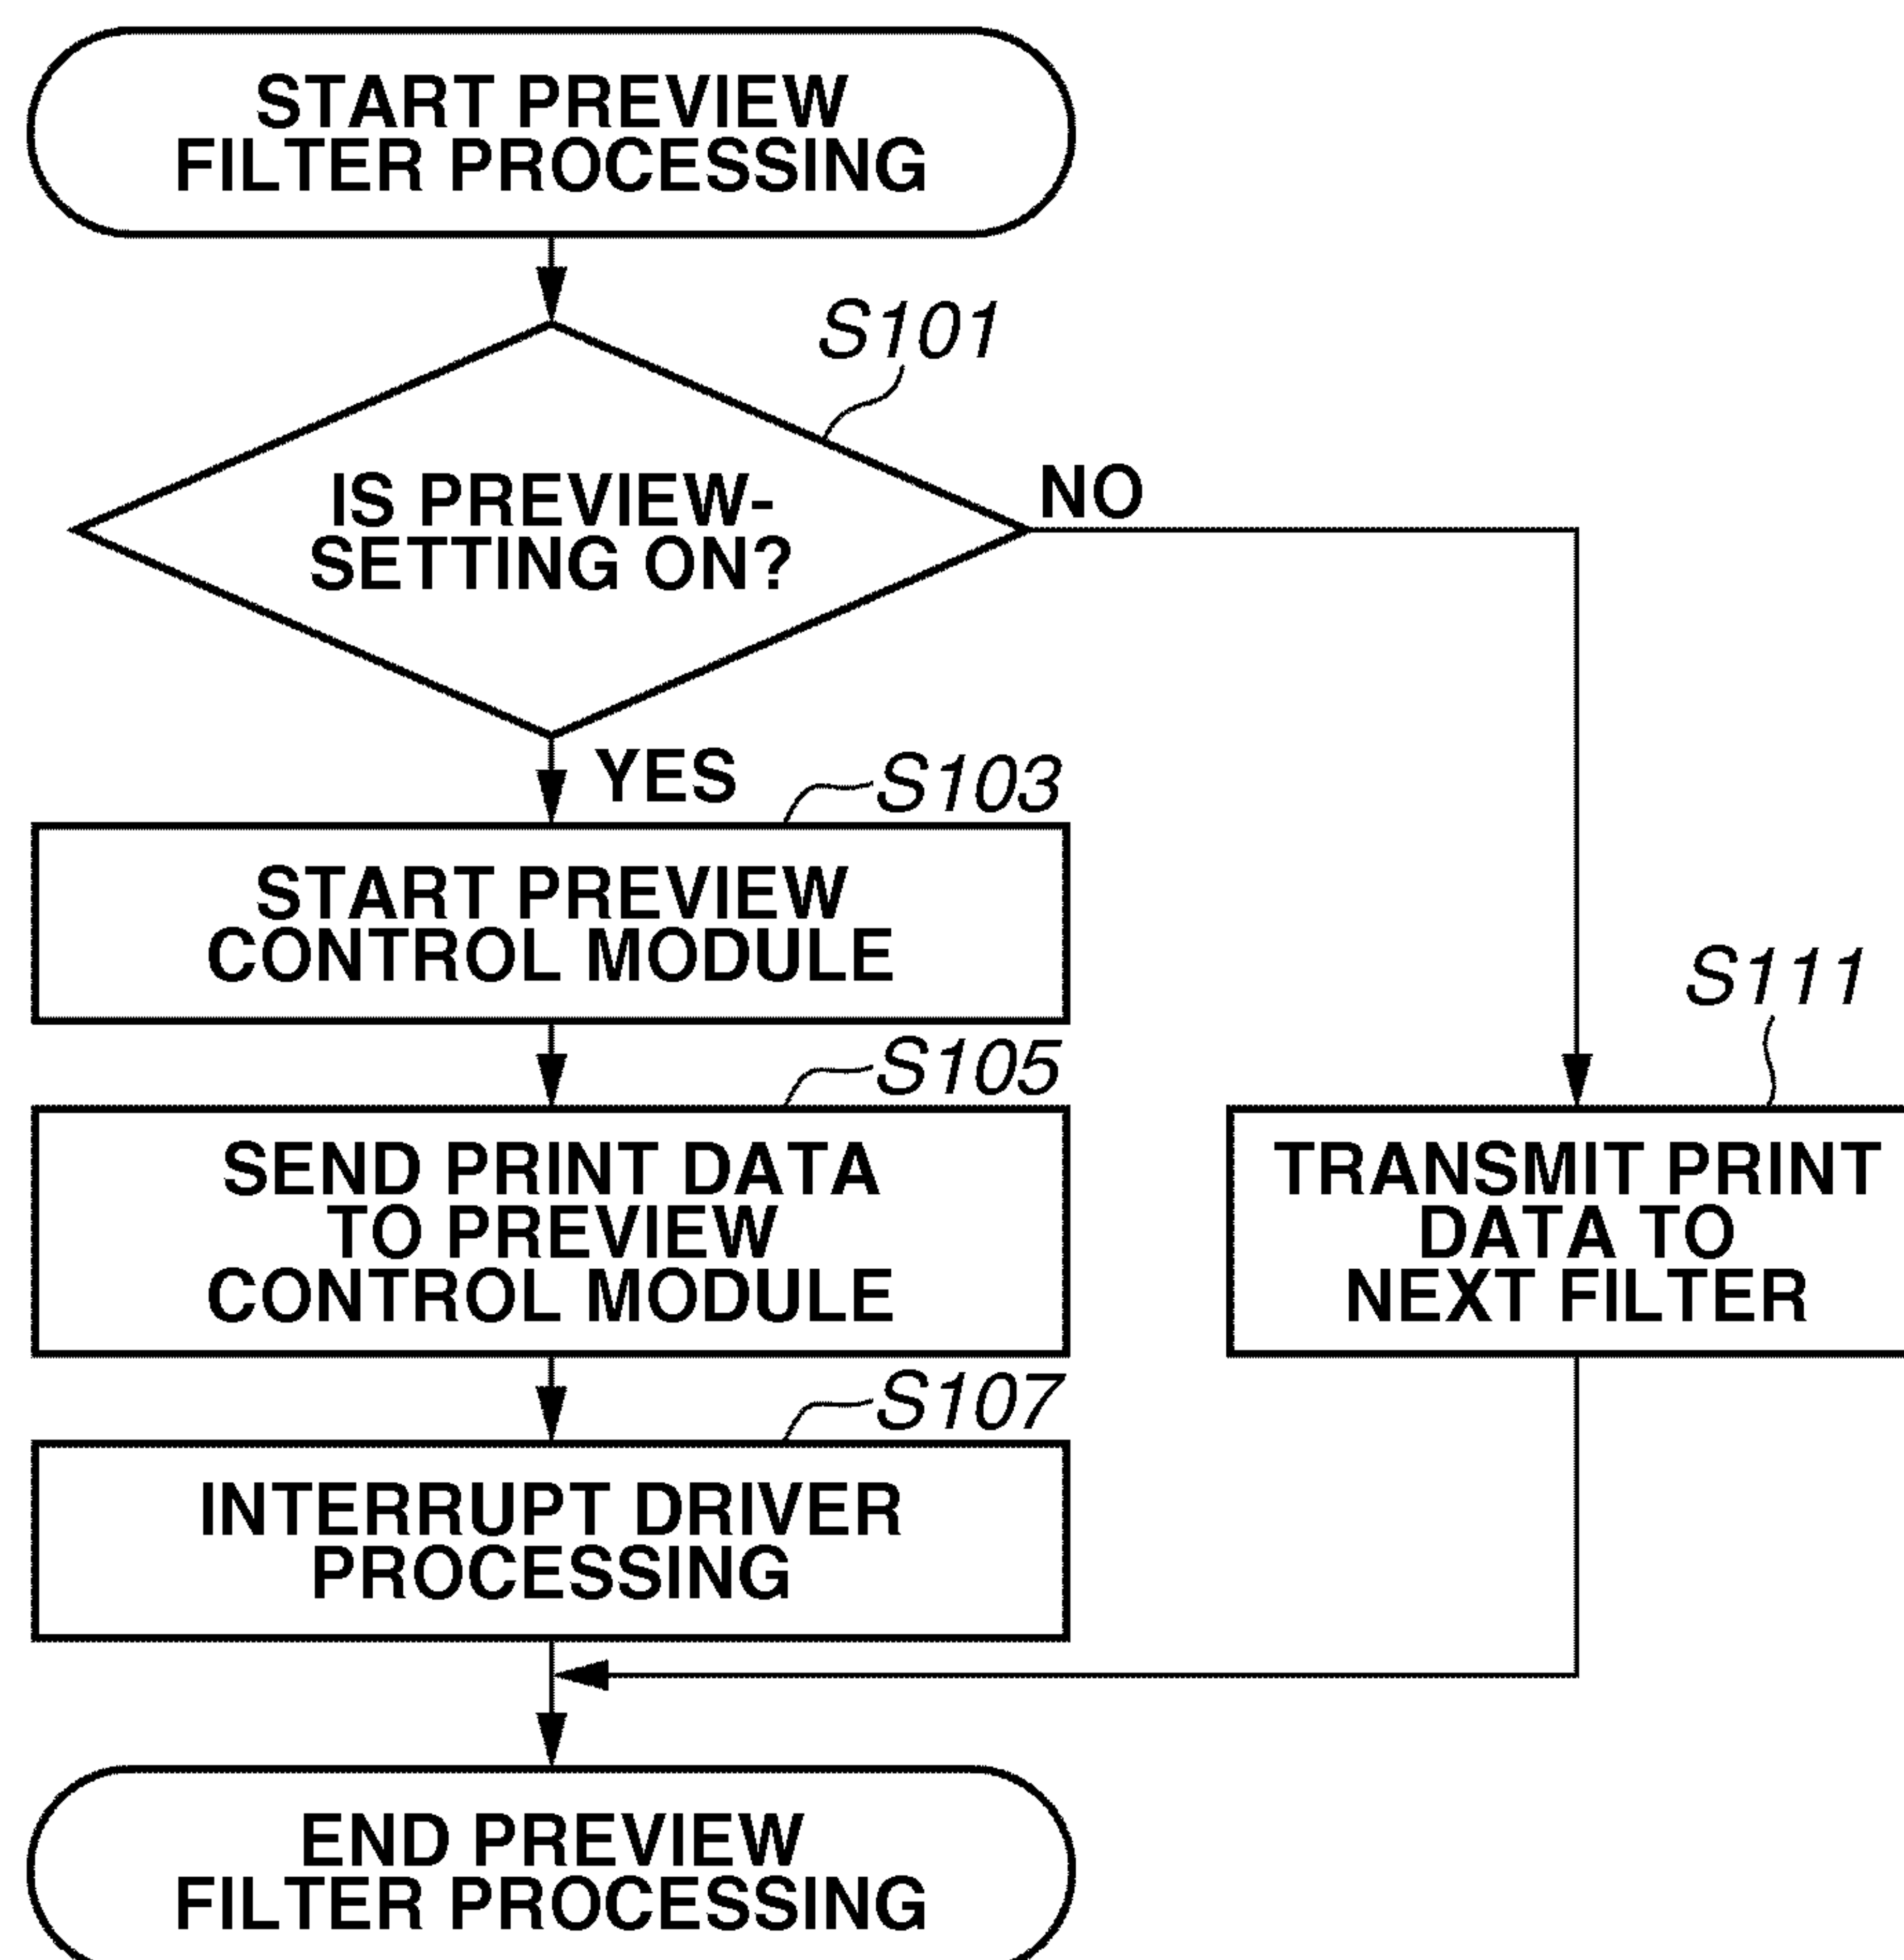 START PREVIEW
FILTER PROCESSING
S101
IS PREVIEW-
SETTING ON?
NO
YES
S103
START PREVIEW
CONTROL MODULE
S105
SEND PRINT DATA
TO PREVIEW
CONTROL MODULE
S111
TRANSMIT PRINT
DATA TO
NEXT FILTER
S107
INTERRUPT DRIVER
PROCESSING
END PREVIEW
FILTER PROCESSING